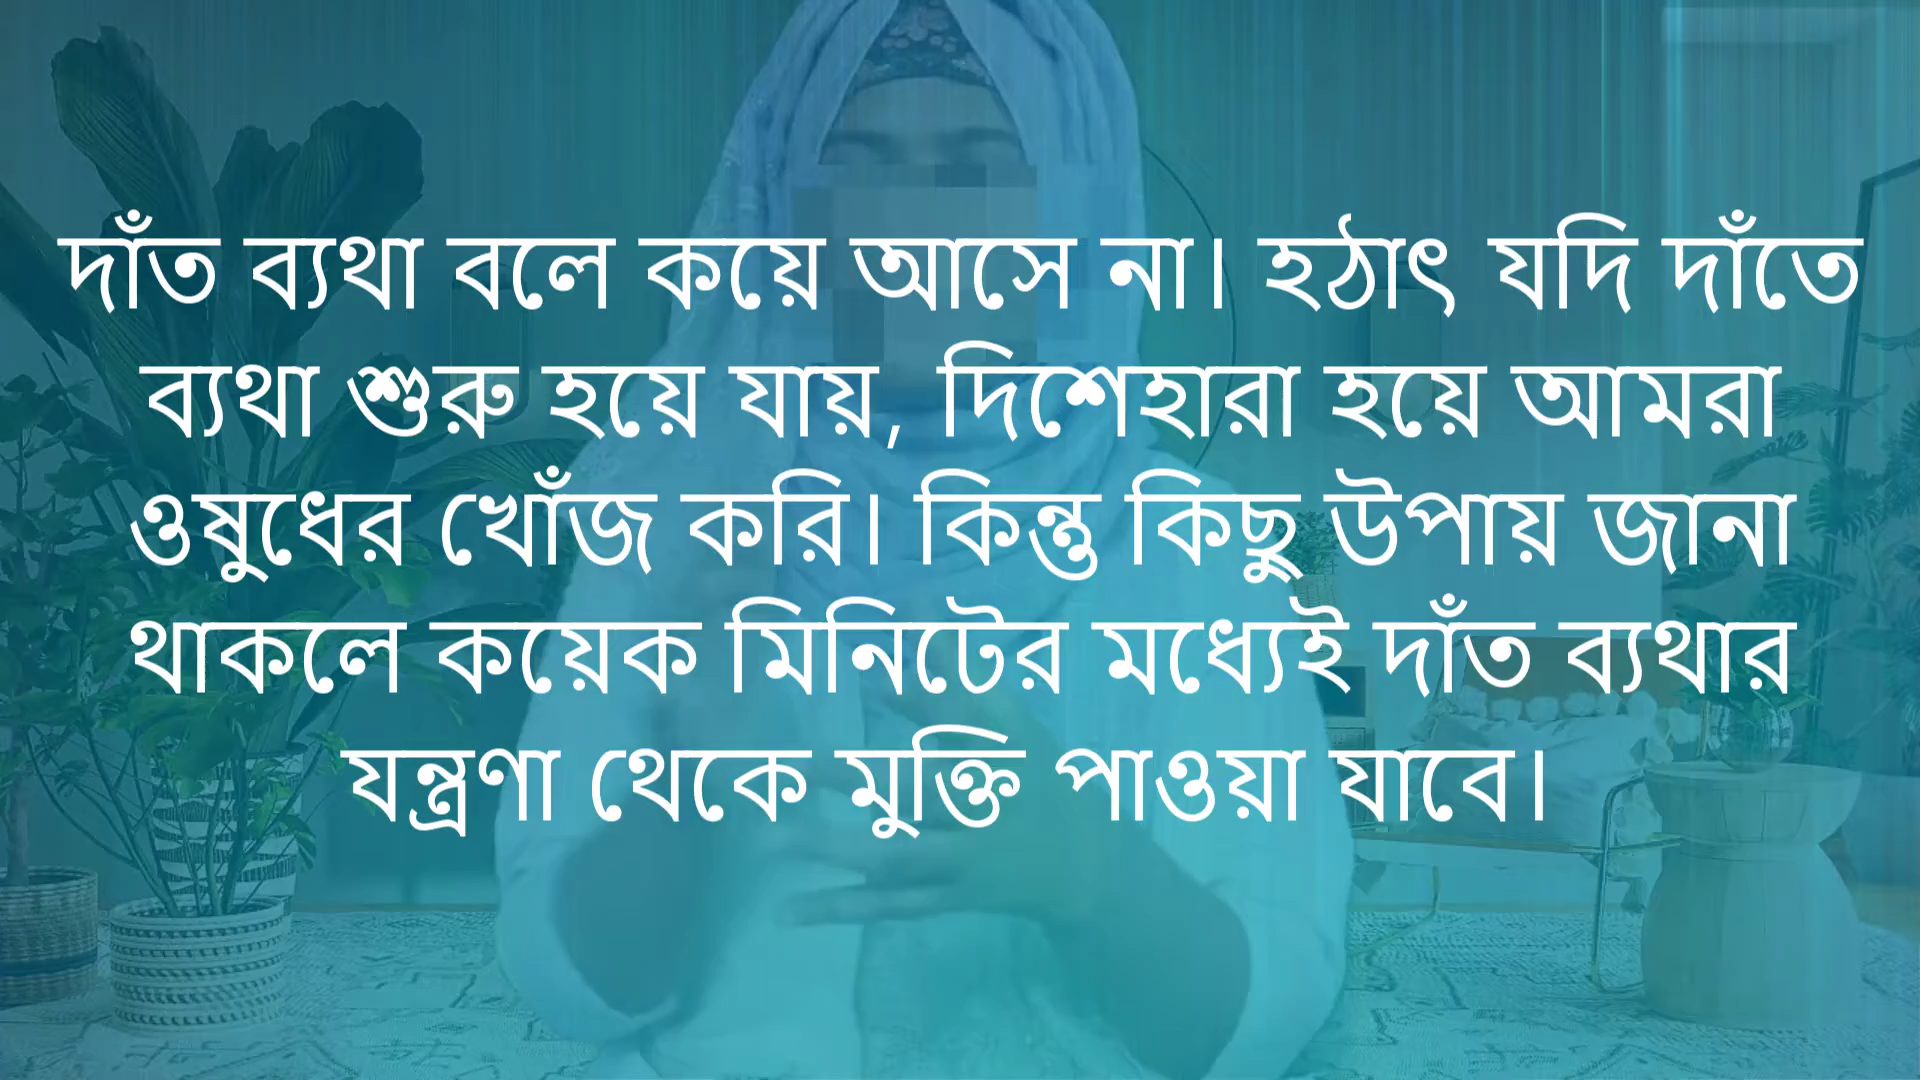 দাঁত ব্যথা বলে কয়ে আসে না। হঠাৎ যদি দাঁতে
ব্যথা শুরু হয়ে যায়, দিশেহারা হয়ে আমরা
ওষুধের খোঁজ করি। কিন্তু কিছু উপায় জানা
থাকলে কয়েক মিনিটের মধ্যেই দাঁত ব্যথার
যন্ত্রণা থেকে মুক্তি পাওয়া যাবে।